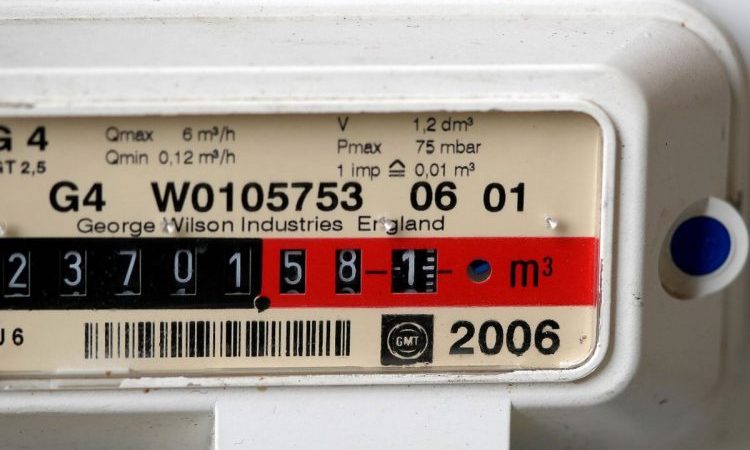 G 4
GT 2,5
Qmax 6 m³/h
Qmin 0,12 m³/h
V 1,2 dm³
Pmax 75 mbar
1 imp ≙ 0,01 m³
G4 W0105753 06 01
George Wilson Industries England
2 3 7 0 1 5 8 1 m³
U 6
GMT
2006